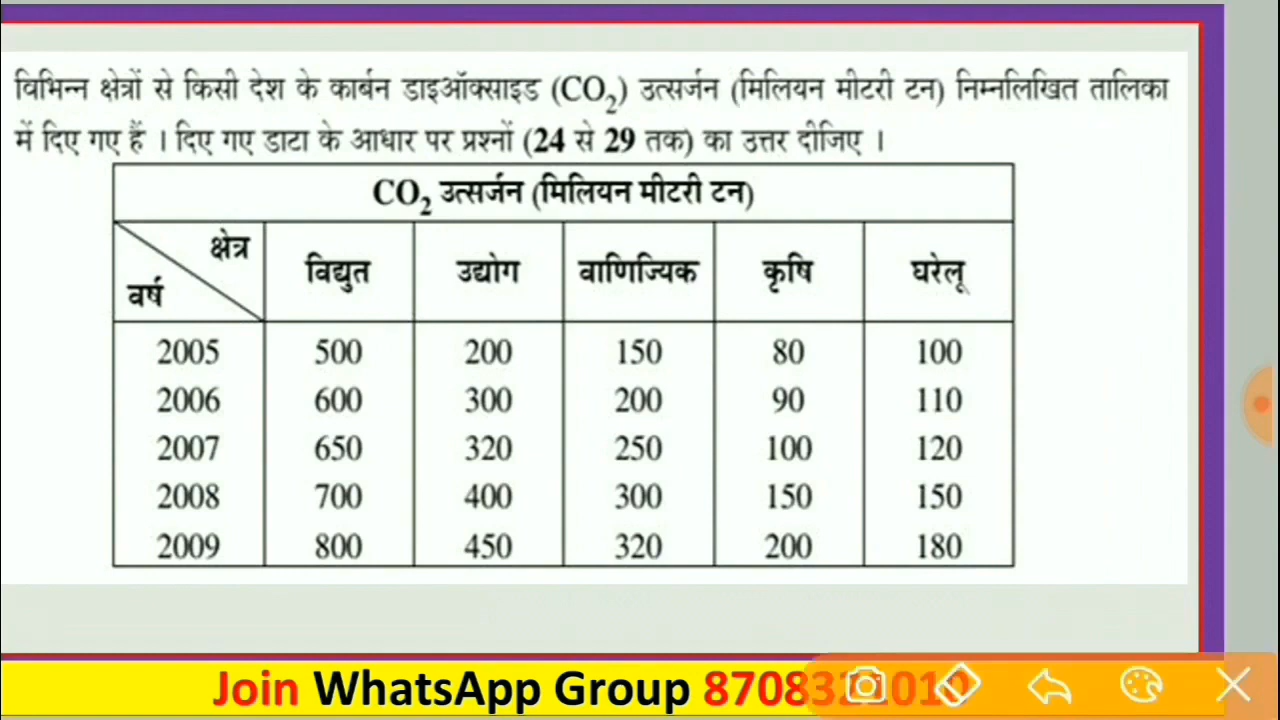 विभिन्न क्षेत्रों से किसी देश के कार्बन डाइऑक्साइड (CO₂) उत्सर्जन (मिलियन मीटरी टन) निम्नलिखित तालिका
में दिए गए हैं । दिए गए डाटा के आधार पर प्रश्नों (24 से 29 तक) का उत्तर दीजिए ।
CO₂ उत्सर्जन (मिलियन मीटरी टन)
क्षेत्र
वर्ष
विद्युत उद्योग वाणिज्यिक कृषि घरेलू
2005 500 200 150 80 100
2006 600 300 200 90 110
2007 650 320 250 100 120
2008 700 400 300 150 150
2009 800 450 320 200 180
Join WhatsApp Group